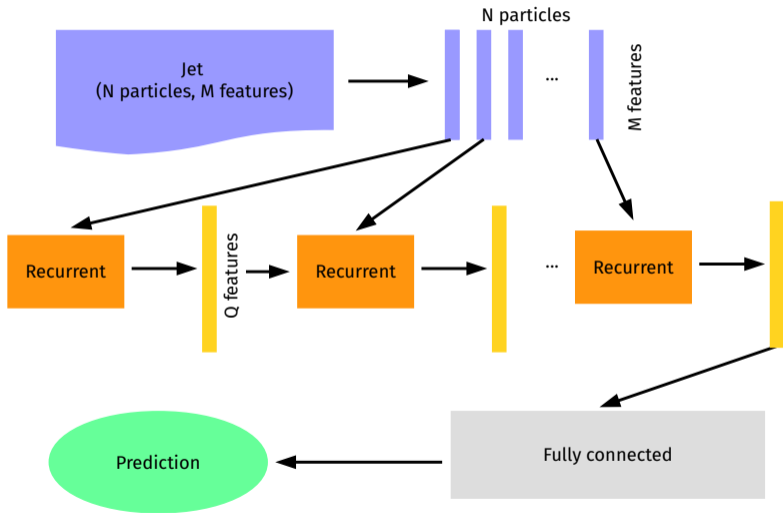 N particles
Jet
(N particles, M features)
...
M features
Recurrent
Q features
Recurrent
...
Recurrent
Prediction
Fully connected